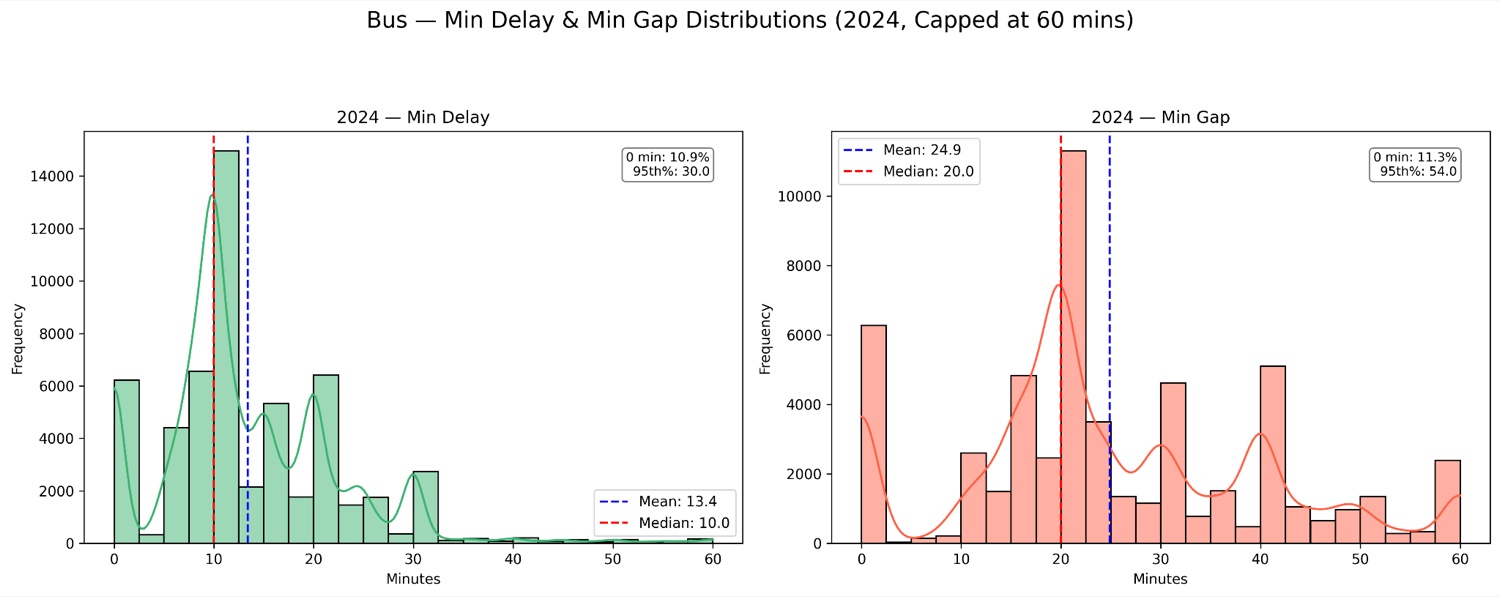 Bus — Min Delay & Min Gap Distributions (2024, Capped at 60 mins)
2024 — Min Delay
0 min: 10.9%
95th%: 30.0
Mean: 13.4
Median: 10.0
Frequency
14000
12000
10000
8000
6000
4000
2000
0
0 10 20 30 40 50 60
Minutes
2024 — Min Gap
Mean: 24.9
Median: 20.0
0 min: 11.3%
95th%: 54.0
Frequency
10000
8000
6000
4000
2000
0
0 10 20 30 40 50 60
Minutes